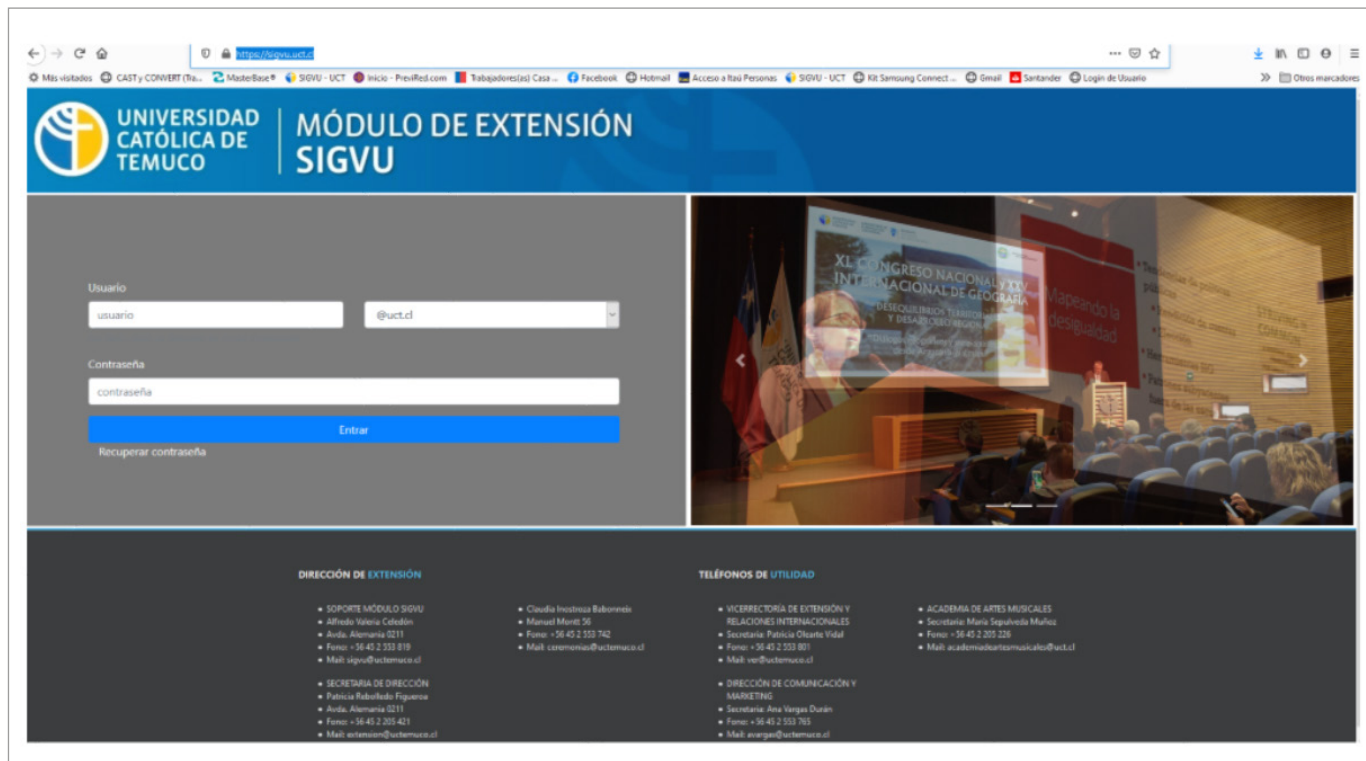 https://sigvu.uct.cl
Más visitados CAST y CONVERT (Tra... MasterBase® SIGVU - UCT Inicio - PreviRed.com Trabajadores(as) Casa ... Facebook Hotmail Acceso a Itaú Personas SIGVU - UCT Kit Samsung Connect ... Gmail Santander Login de Usuario Otros marcadores
UNIVERSIDAD
CATÓLICA DE
TEMUCO
MÓDULO DE EXTENSIÓN
SIGVU
Usuario
usuario
@uct.cl
Contraseña
contraseña
Entrar
Recuperar contraseña
XL CONGRESO NACIONAL y XXV
INTERNACIONAL DE GEOGRAFÍA
DESEQUILIBRIOS TERRITORIALES
Y DESARROLLO REGIONAL
Mapeando la
desigualdad
DIRECCIÓN DE EXTENSIÓN
SOPORTE MÓDULO SIGVU
Alfredo Valeria Celedón
Avda. Alemania 0211
Fono: +56 45 2 553 819
Mail: sigvu@uctemuco.cl
SECRETARIA DE DIRECCIÓN
Patricia Rebolledo Figueroa
Avda. Alemania 0211
Fono: +56 45 2 205 421
Mail: extension@uctemuco.cl
Claudia Inostroza Babonneix
Manuel Montt 56
Fono: +56 45 2 553 742
Mail: ceremonias@uctemuco.cl
TELÉFONOS DE UTILIDAD
VICERRECTORÍA DE EXTENSIÓN Y
RELACIONES INTERNACIONALES
Secretaria: Patricia Olearte Vidal
Fono: +56 45 2 553 801
Mail: ver@uctemuco.cl
DIRECCIÓN DE COMUNICACIÓN Y
MARKETING
Secretaria: Ana Vargas Durán
Fono: +56 45 2 553 765
Mail: avargas@uctemuco.cl
ACADEMIA DE ARTES MUSICALES
Secretaria: María Sepulveda Muñoz
Fono: +56 45 2 205 226
Mail: academiadeartesmusicales@uct.cl